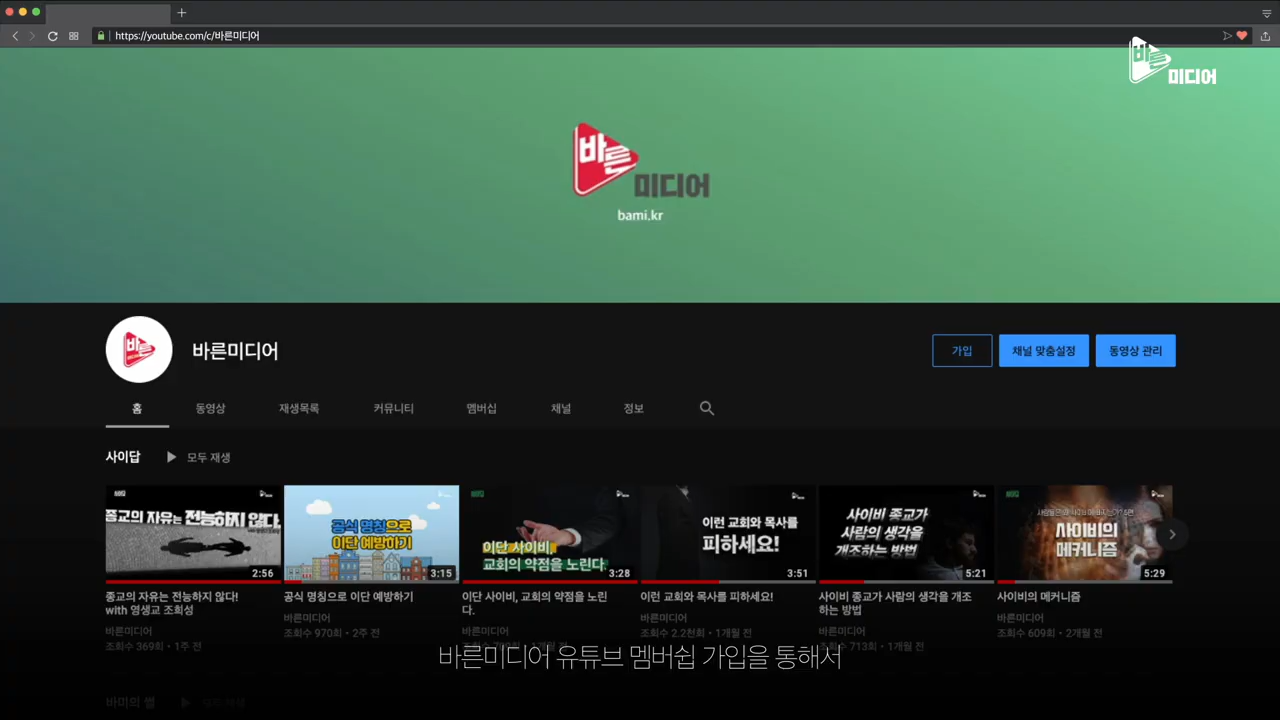 https://youtube.com/c/바른미디어
바른
미디어
바른
미디어
bami.kr
바른
바른미디어
가입
채널 맞춤설정
동영상 관리
홈
동영상
재생목록
커뮤니티
멤버십
채널
정보
사이답
모두 재생
종교의 자유는 전능하지 않다.
2:56
공식 명칭으로
이단 예방하기
3:15
이단 사이비,
교회의 약점을 노린다.
3:28
이런 교회와 목사를
피하세요!
3:51
사이비 종교가
사람의 생각을
개조하는 방법
5:21
사이비의
메커니즘
5:29
종교의 자유는 전능하지 않다!
with 영생교 조희성
바른미디어
조회수 369회 • 1주 전
공식 명칭으로 이단 예방하기
바른미디어
조회수 970회 • 2주 전
이단 사이비, 교회의 약점을 노린
다.
바른미디어
이런 교회와 목사를 피하세요!
바른미디어
조회수 2.2천회 • 1개월 전
사이비 종교가 사람의 생각을 개조
하는 방법
바른미디어
조회수 713회 • 1개월 전
사이비의 메커니즘
바른미디어
조회수 609회 • 2개월 전
바른미디어 유튜브 멤버쉽 가입을 통해서
바미의 썰
모두 재생